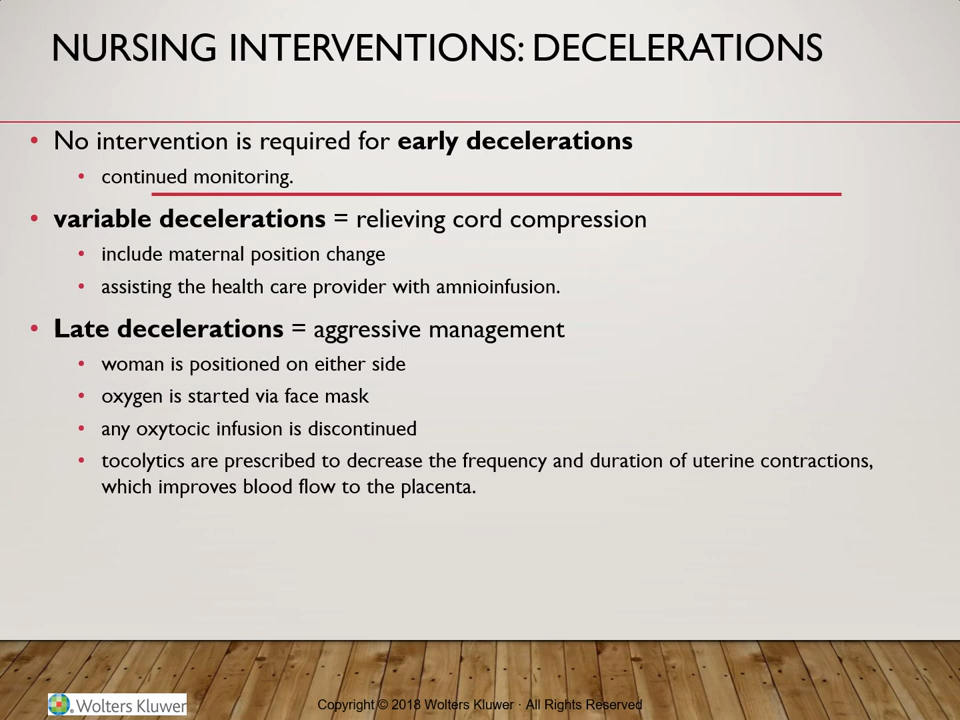 NURSING INTERVENTIONS: DECELERATIONS
• No intervention is required for early decelerations
• continued monitoring.
• variable decelerations = relieving cord compression
• include maternal position change
• assisting the health care provider with amnioinfusion.
• Late decelerations = aggressive management
• woman is positioned on either side
• oxygen is started via face mask
• any oxytocic infusion is discontinued
• tocolytics are prescribed to decrease the frequency and duration of uterine contractions,
which improves blood flow to the placenta.
Wolters Kluwer
Copyright © 2018 Wolters Kluwer · All Rights Reserved